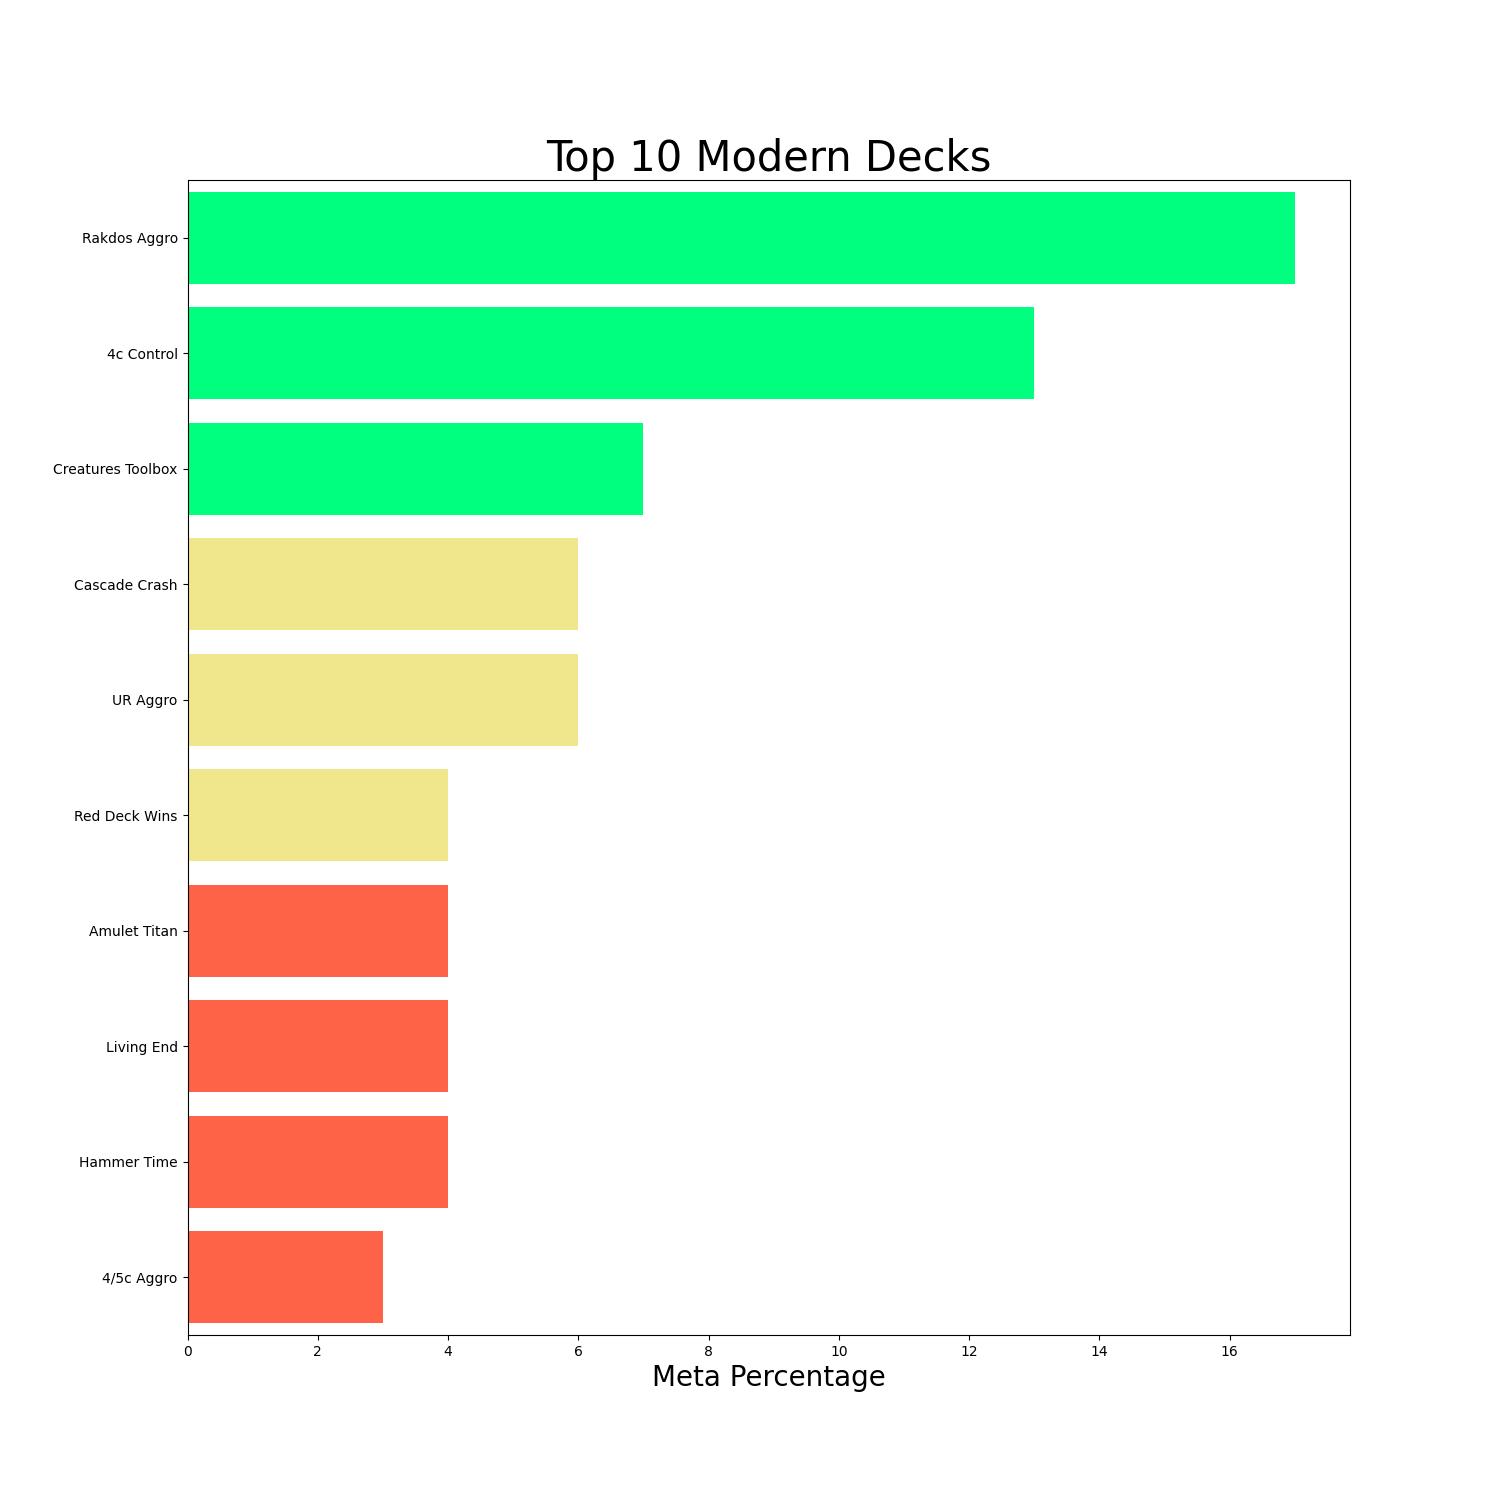 Top 10 Modern Decks
Rakdos Aggro
4c Control
Creatures Toolbox
Cascade Crash
UR Aggro
Red Deck Wins
Amulet Titan
Living End
Hammer Time
4/5c Aggro
0 2 4 6 8 10 12 14 16
Meta Percentage